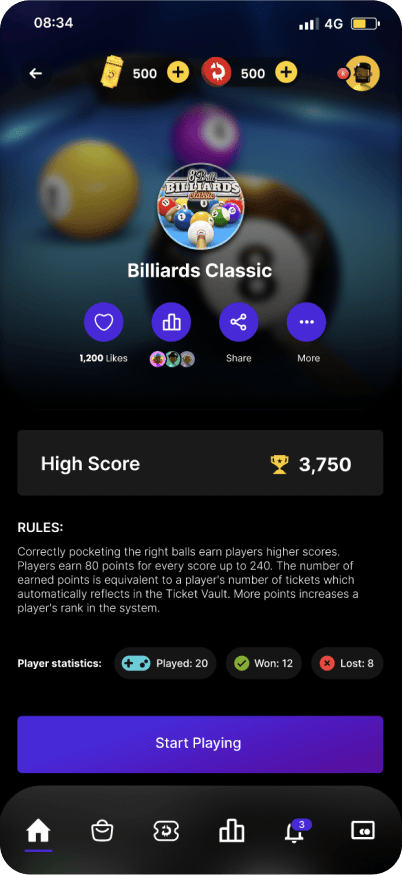 08:34
4G
500
500
8 Ball
BILLIARDS
classic
1
8
Billiards Classic
1,200 Likes
Share
More
High Score
3,750
RULES:
Correctly pocketing the right balls earn players higher scores.
Players earn 80 points for every score up to 240. The number of
earned points is equivalent to a player's number of tickets which
automatically reflects in the Ticket Vault. More points increases a
player's rank in the system.
Player statistics:
Played: 20
Won: 12
Lost: 8
Start Playing
3